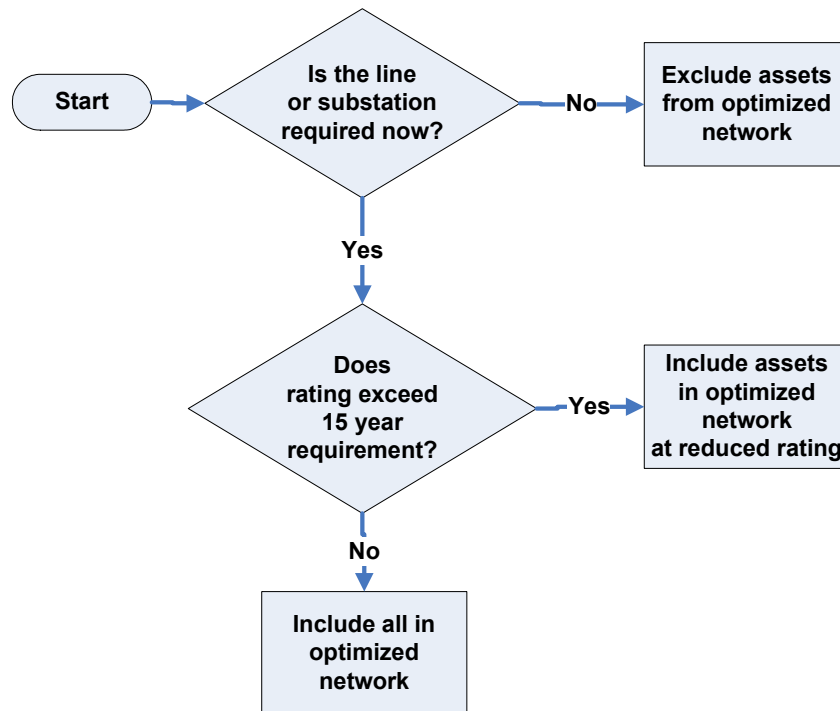 Start
Is the line
or substation
required now?
No
Exclude assets
from optimized
network
Yes
Does
rating exceed
15 year
requirement?
Yes
Include assets
in optimized
network
at reduced rating
No
Include all in
optimized
network